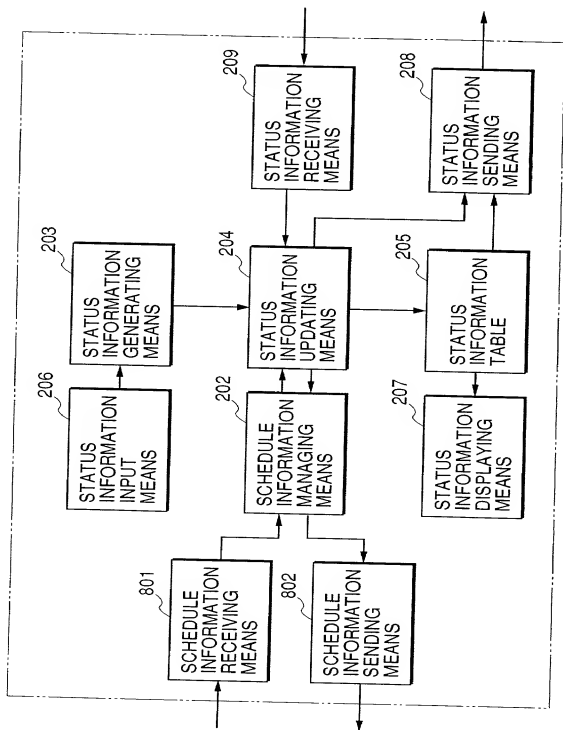 206
STATUS
INFORMATION
INPUT
MEANS
203
STATUS
INFORMATION
GENERATING
MEANS
801
SCHEDULE
INFORMATION
RECEIVING
MEANS
202
SCHEDULE
INFORMATION
MANAGING
MEANS
204
STATUS
INFORMATION
UPDATING
MEANS
209
STATUS
INFORMATION
RECEIVING
MEANS
802
SCHEDULE
INFORMATION
SENDING
MEANS
207
STATUS
INFORMATION
DISPLAYING
MEANS
205
STATUS
INFORMATION
TABLE
208
STATUS
INFORMATION
SENDING
MEANS